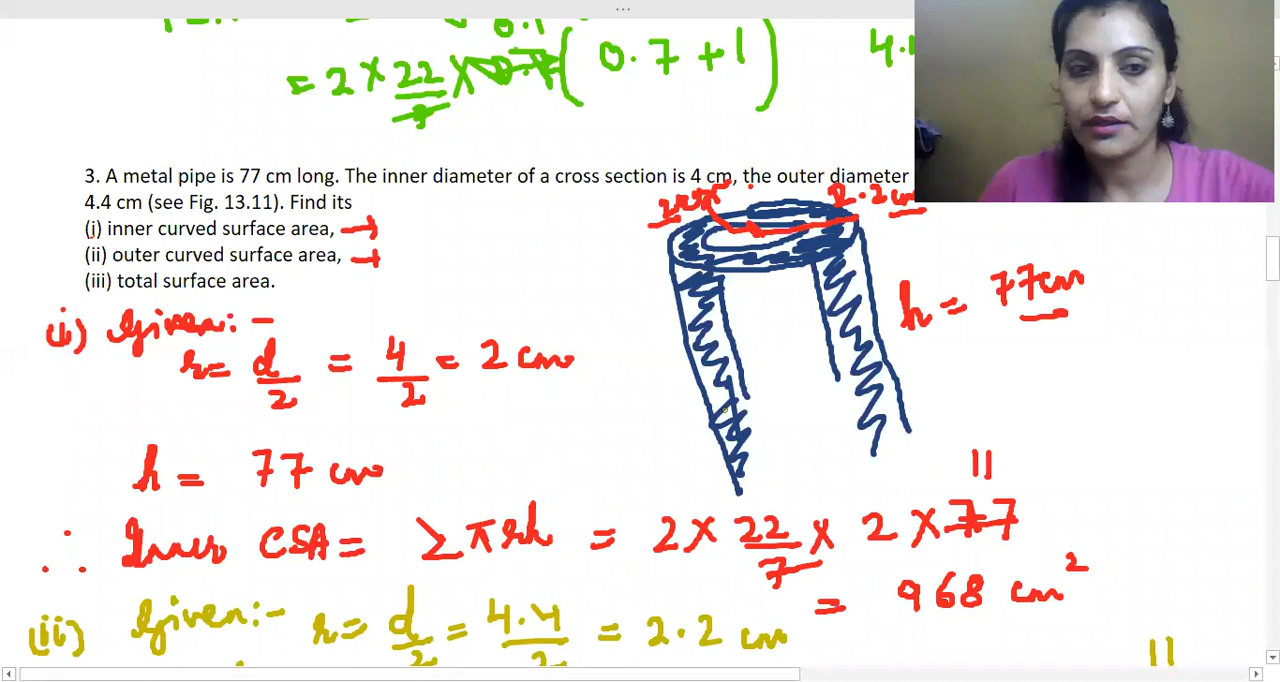 = 2 × 22/7 × 0.7 ( 0.7 + 1 )
3. A metal pipe is 77 cm long. The inner diameter of a cross section is 4 cm, the outer diameter
4.4 cm (see Fig. 13.11). Find its
(i) inner curved surface area, →
(ii) outer curved surface area, →
(iii) total surface area.
2cm 2.2cm
h = 77cm
(i) Given:-
r = d/2 = 4/2 = 2 cm
h = 77 cm
11
∴ Inner CSA = 2πrh = 2 × 22/7 × 2 × 77
= 968 cm²
(ii) Given:- r = d/2 = 4.4/2 = 2.2 cm
11